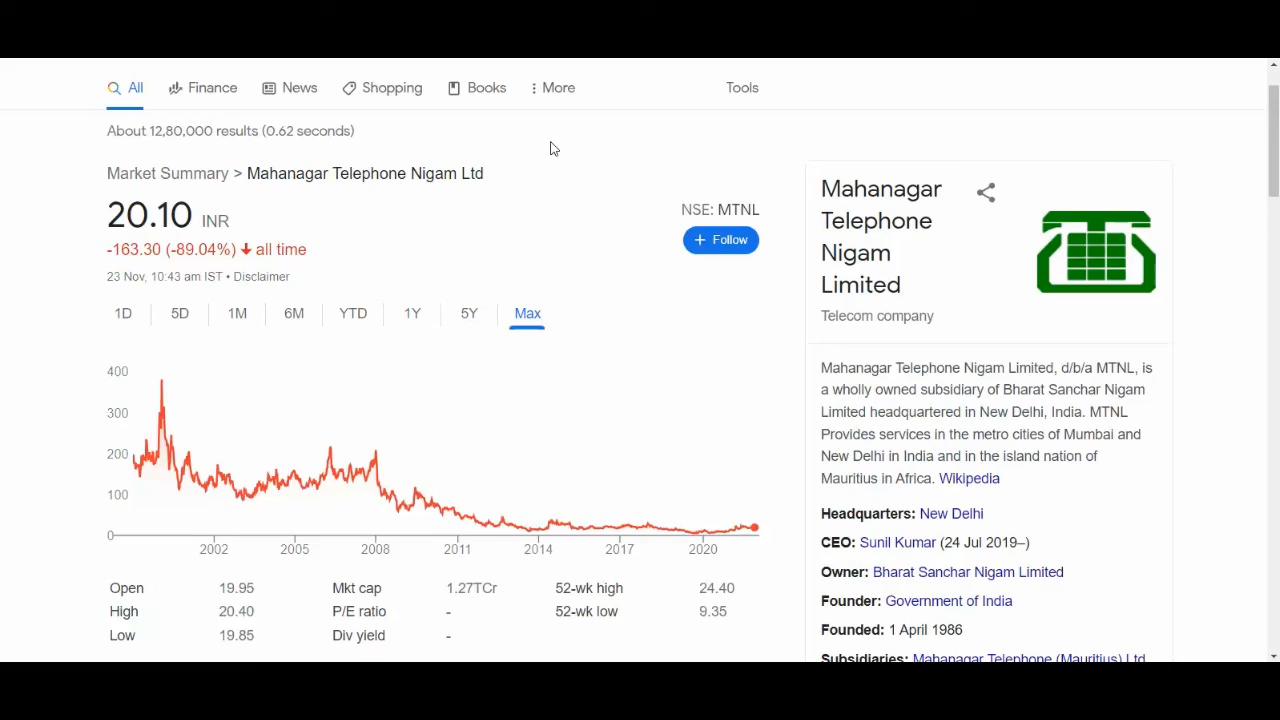 All Finance News Shopping Books More Tools
About 12,80,000 results (0.62 seconds)
Market Summary > Mahanagar Telephone Nigam Ltd
20.10 INR
-163.30 (-89.04%) all time
23 Nov, 10:43 am IST • Disclaimer
NSE: MTNL
+ Follow
1D 5D 1M 6M YTD 1Y 5Y Max
400
300
200
100
0
2002 2005 2008 2011 2014 2017 2020
Open 19.95 Mkt cap 1.27TCr 52-wk high 24.40
High 20.40 P/E ratio - 52-wk low 9.35
Low 19.85 Div yield -
Mahanagar
Telephone
Nigam
Limited
Telecom company
Mahanagar Telephone Nigam Limited, d/b/a MTNL, is
a wholly owned subsidiary of Bharat Sanchar Nigam
Limited headquartered in New Delhi, India. MTNL
Provides services in the metro cities of Mumbai and
New Delhi in India and in the island nation of
Mauritius in Africa. Wikipedia
Headquarters: New Delhi
CEO: Sunil Kumar (24 Jul 2019–)
Owner: Bharat Sanchar Nigam Limited
Founder: Government of India
Founded: 1 April 1986
Subsidiaries: Mahanagar Telephone (Mauritius) Ltd